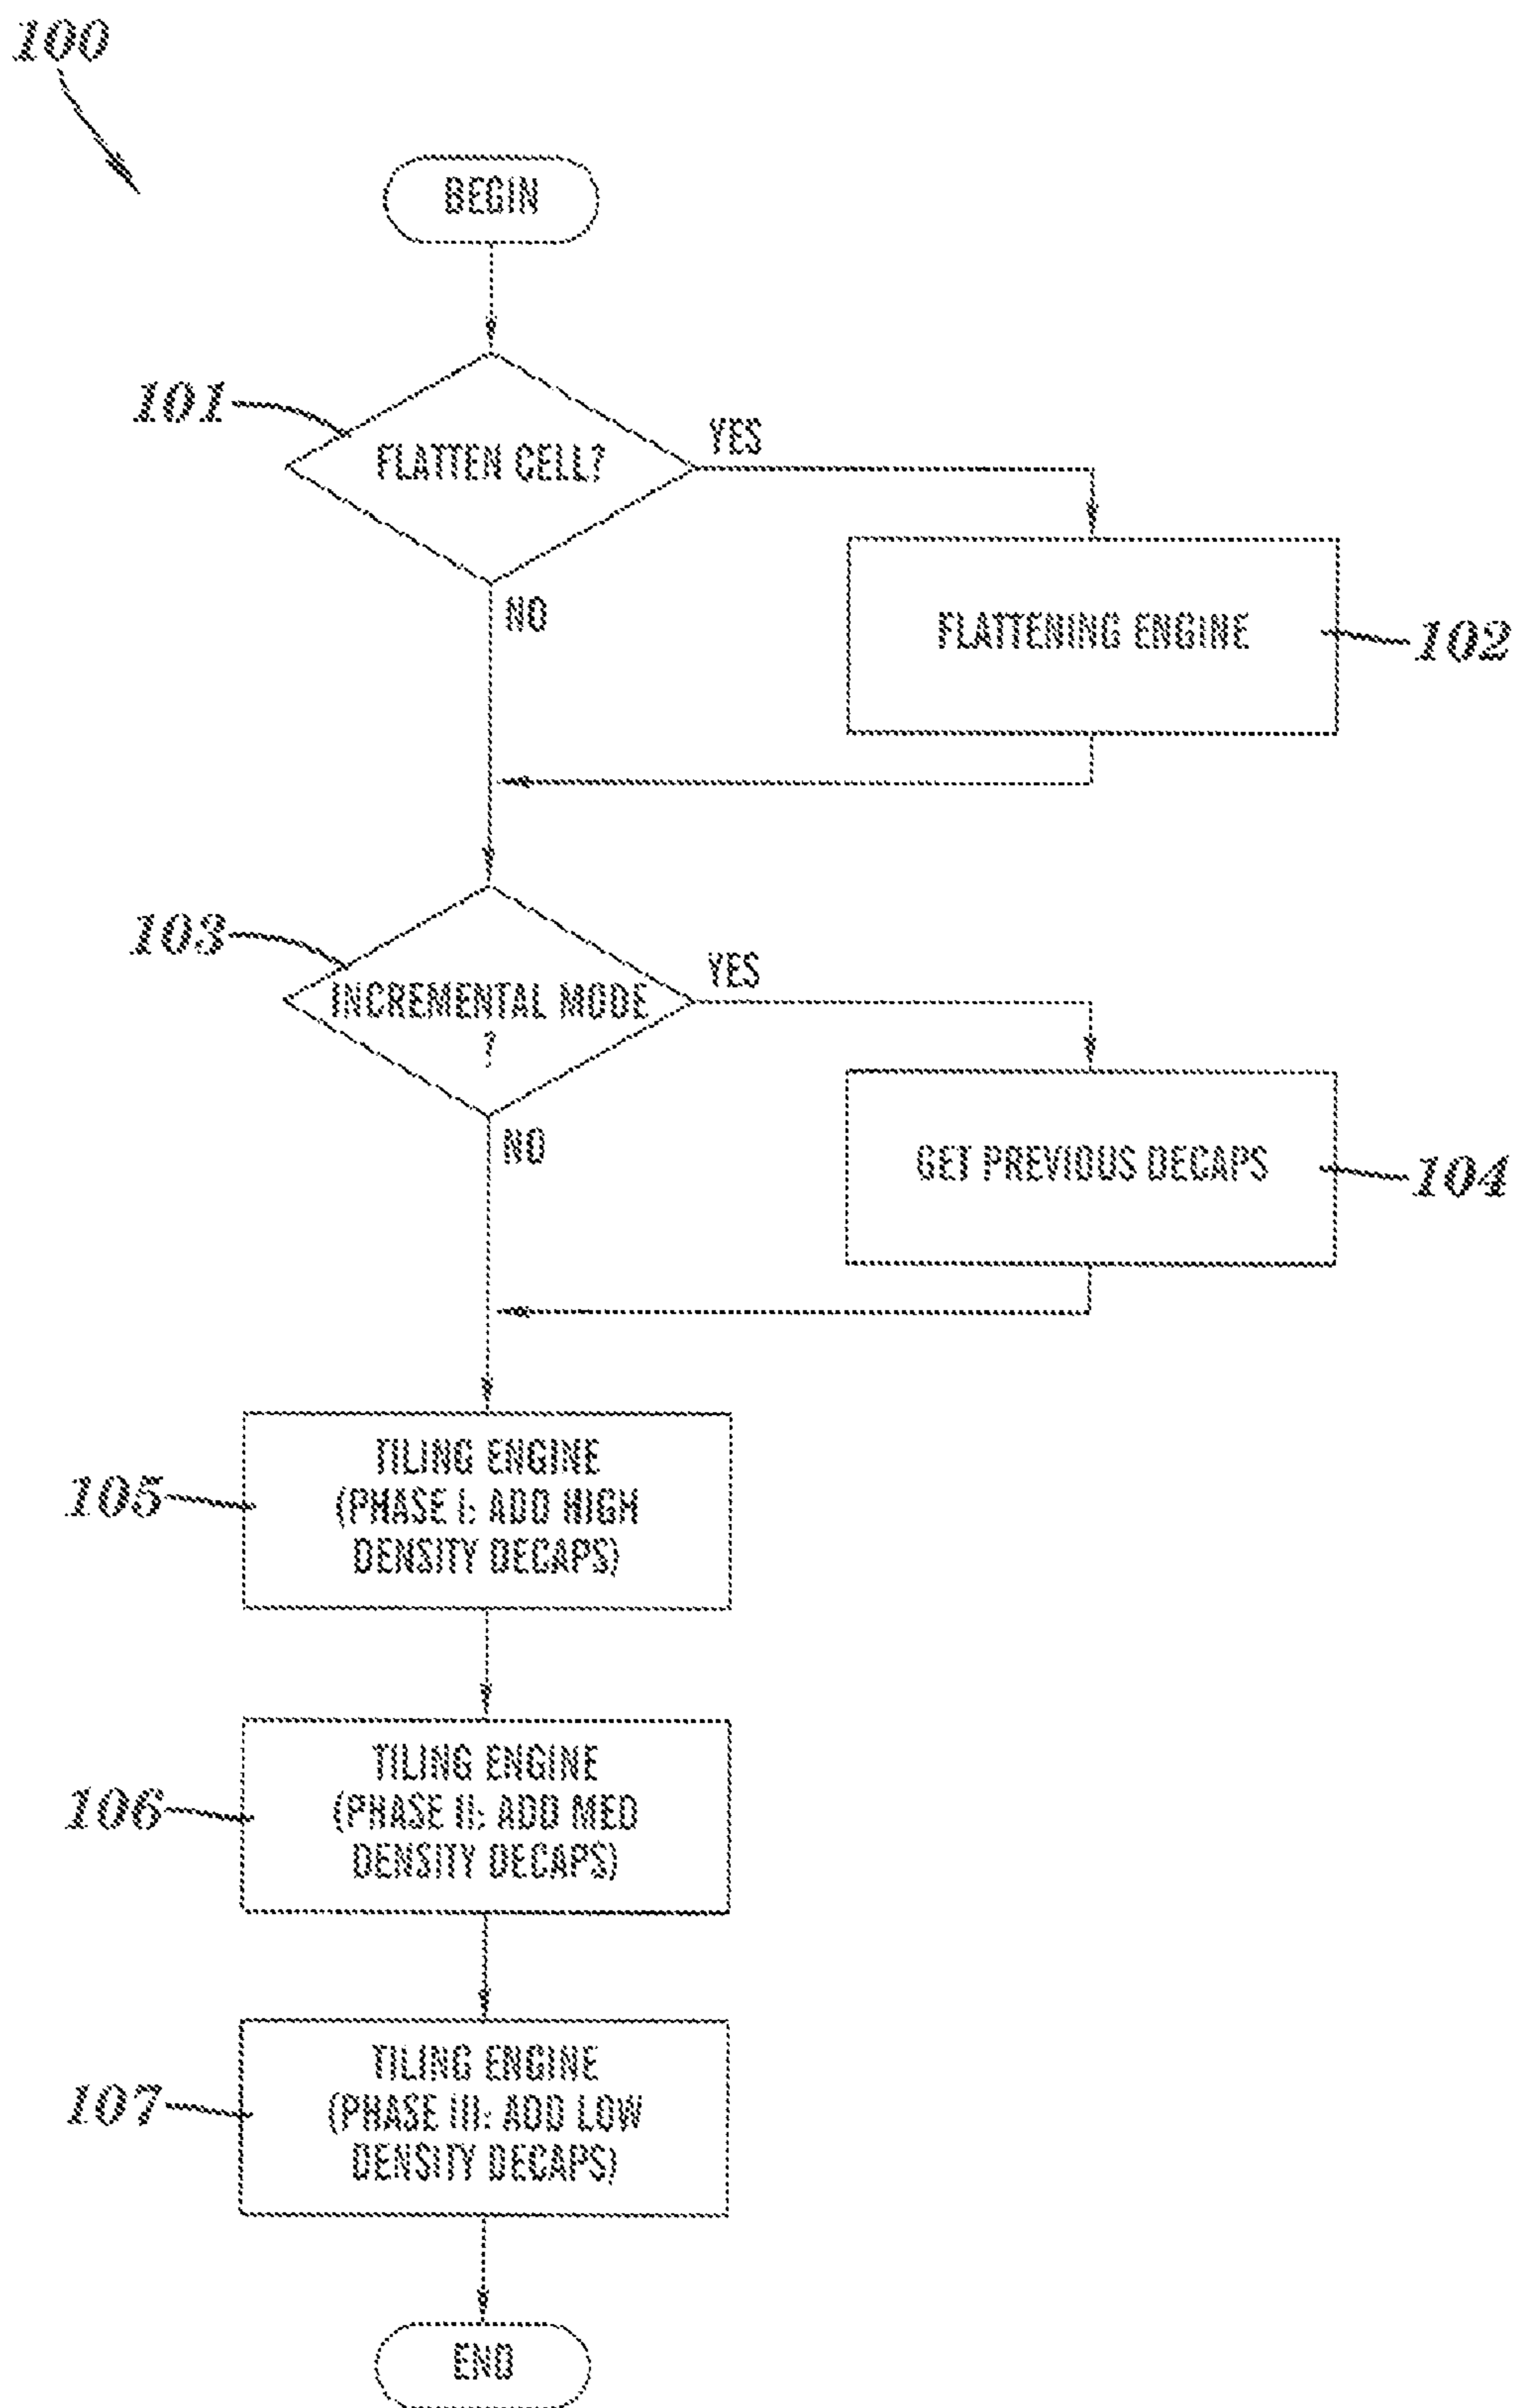 100
BEGIN
101
FLATTEN CELL?
YES
NO
FLATTENING ENGINE
102
103
INCREMENTAL MODE
?
YES
NO
GET PREVIOUS DECAPS
104
105
TILING ENGINE
(PHASE I: ADD HIGH
DENSITY DECAPS)
106
TILING ENGINE
(PHASE II: ADD MED
DENSITY DECAPS)
107
TILING ENGINE
(PHASE III: ADD LOW
DENSITY DECAPS)
END